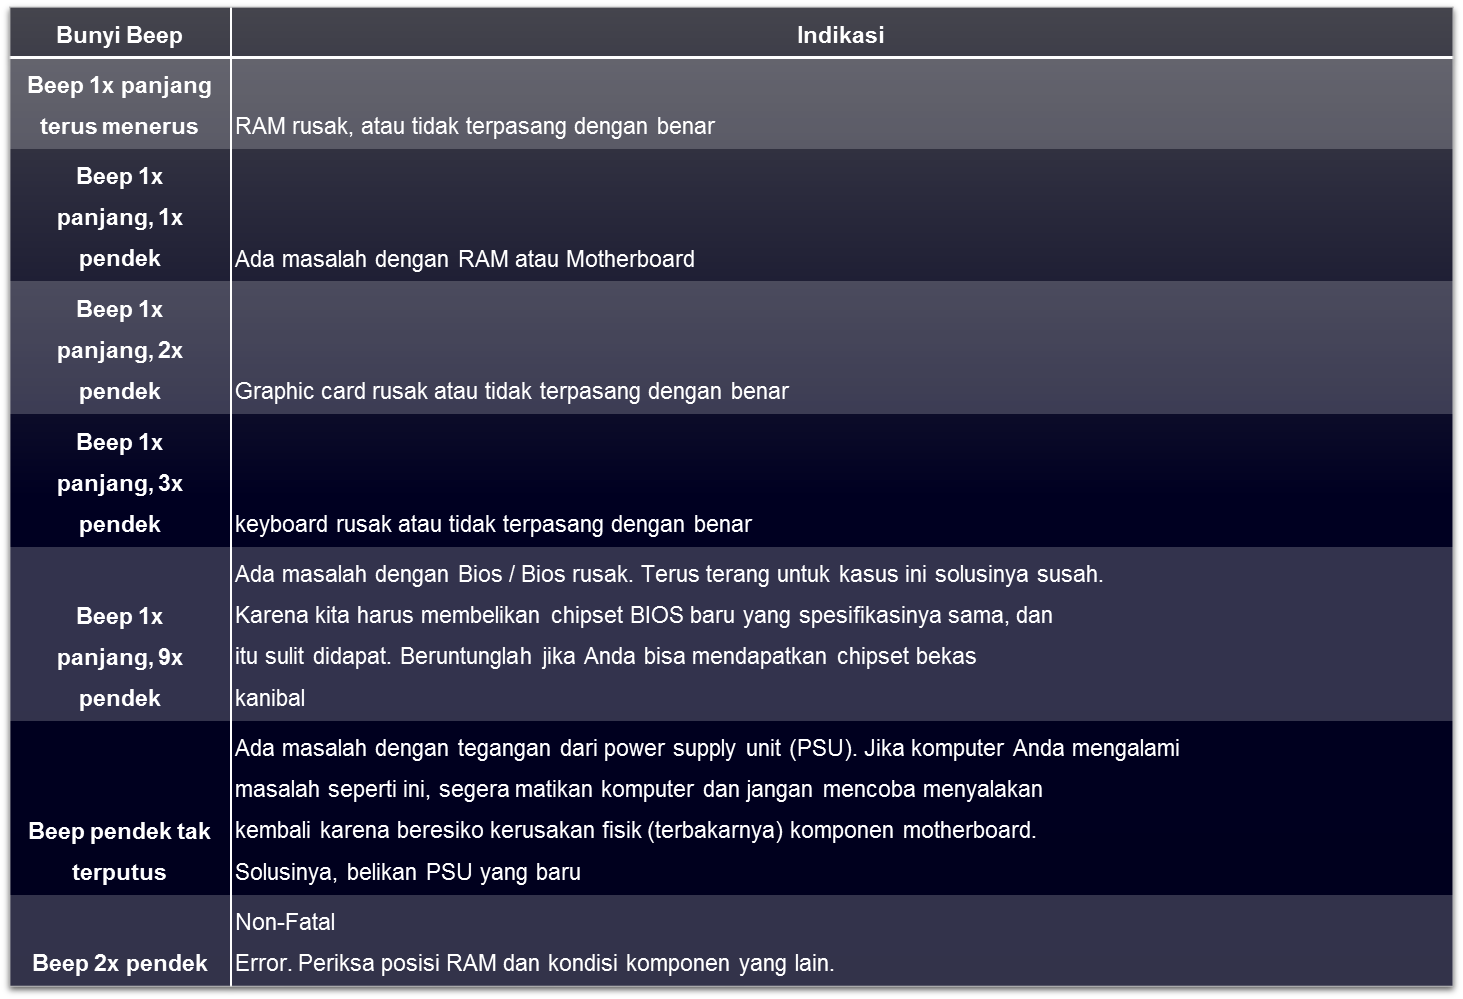 Bunyi Beep
Indikasi
Beep 1x panjang
terus menerus
RAM rusak, atau tidak terpasang dengan benar
Beep 1x
panjang, 1x
pendek
Ada masalah dengan RAM atau Motherboard
Beep 1x
panjang, 2x
pendek
Graphic card rusak atau tidak terpasang dengan benar
Beep 1x
panjang, 3x
pendek
keyboard rusak atau tidak terpasang dengan benar
Beep 1x
panjang, 9x
pendek
Ada masalah dengan Bios / Bios rusak. Terus terang untuk kasus ini solusinya susah.
Karena kita harus membelikan chipset BIOS baru yang spesifikasinya sama, dan
itu sulit didapat. Beruntunglah jika Anda bisa mendapatkan chipset bekas
kanibal
Beep pendek tak
terputus
Ada masalah dengan tegangan dari power supply unit (PSU). Jika komputer Anda mengalami
masalah seperti ini, segera matikan komputer dan jangan mencoba menyalakan
kembali karena beresiko kerusakan fisik (terbakarnya) komponen motherboard.
Solusinya, belikan PSU yang baru
Beep 2x pendek
Non-Fatal
Error. Periksa posisi RAM dan kondisi komponen yang lain.